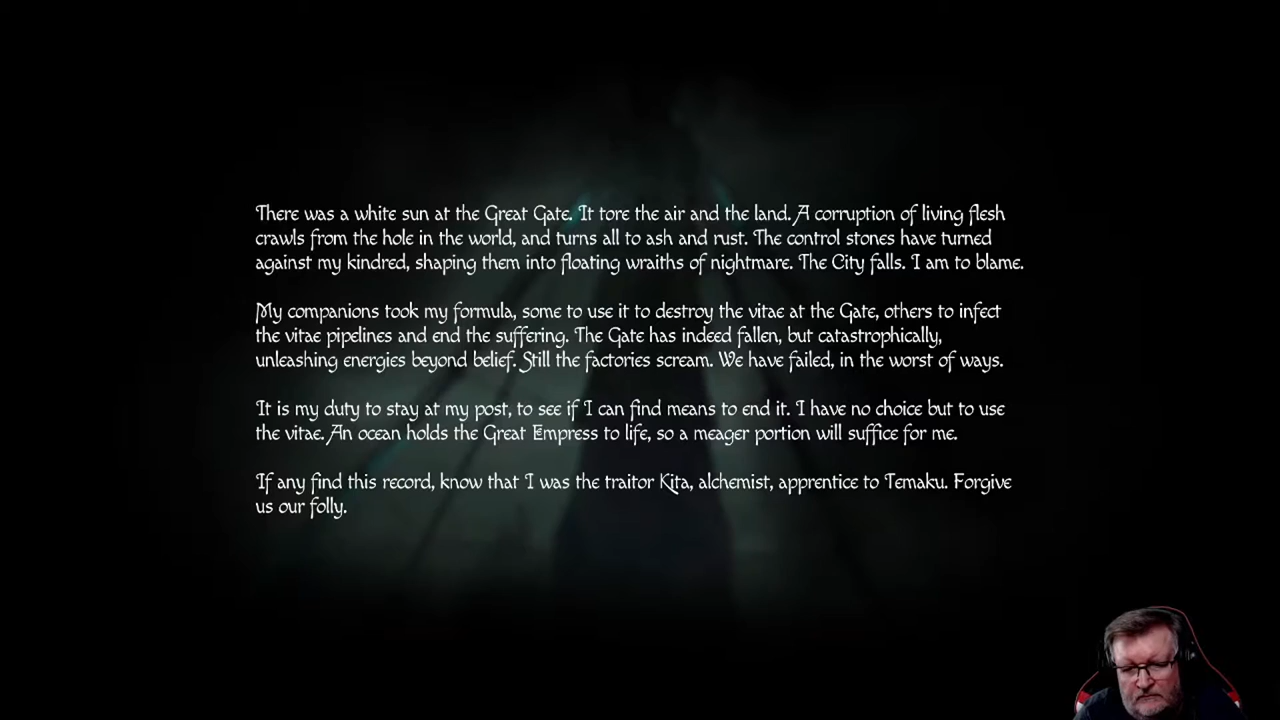 There was a white sun at the Great Gate. It tore the air and the land. A corruption of living flesh
crawls from the hole in the world, and turns all to ash and rust. The control stones have turned
against my kindred, shaping them into floating wraiths of nightmare. The City falls. I am to blame.
My companions took my formula, some to use it to destroy the vitae at the Gate, others to infect
the vitae pipelines and end the suffering. The Gate has indeed fallen, but catastrophically,
unleashing energies beyond belief. Still the factories scream. We have failed, in the worst of ways.
It is my duty to stay at my post, to see if I can find means to end it. I have no choice but to use
the vitae. An ocean holds the Great Empress to life, so a meager portion will suffice for me.
If any find this record, know that I was the traitor Kita, alchemist, apprentice to Temaku. Forgive
us our folly.